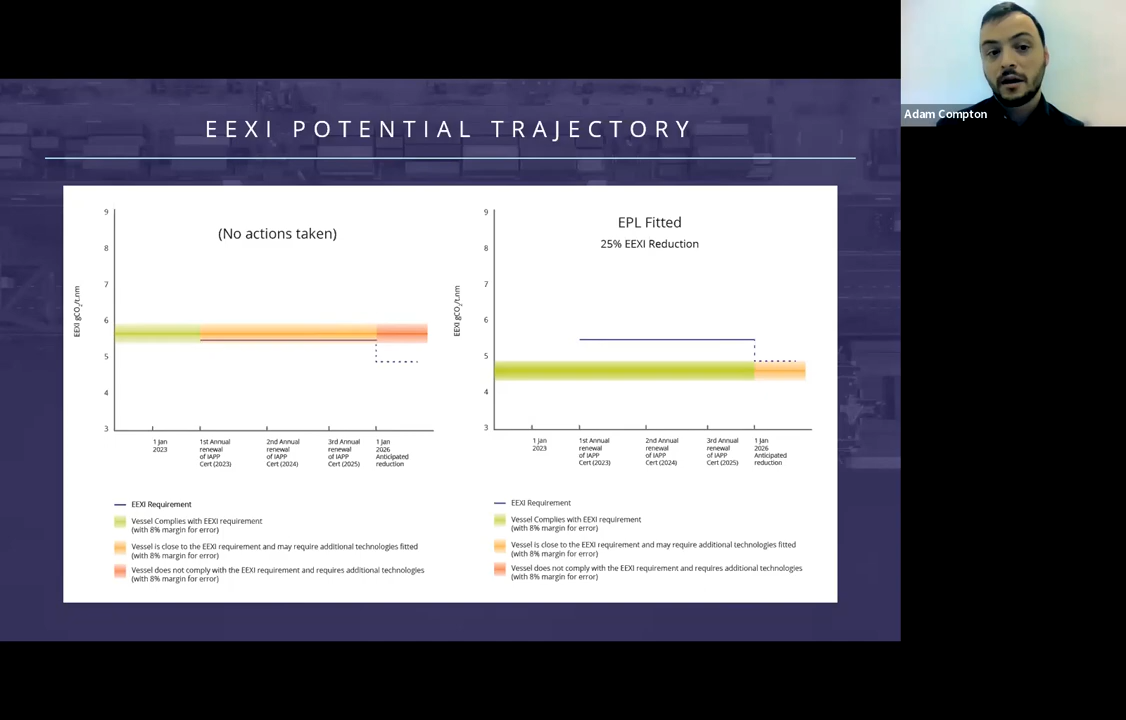 Adam Compton
EEXI POTENTIAL TRAJECTORY
(No actions taken)
EEXI gCO2/t.nm
9
8
7
6
5
4
3
1 Jan
2023
1st Annual
renewal
of IAPP
Cert (2023)
2nd Annual
renewal
of IAPP
Cert (2024)
3rd Annual
renewal
of IAPP
Cert (2025)
1 Jan
2026
Anticipated
reduction
EEXI Requirement
Vessel Complies with EEXI requirement
(with 8% margin for error)
Vessel is close to the EEXI requirement and may require additional technologies fitted
(with 8% margin for error)
Vessel does not comply with the EEXI requirement and requires additional technologies
(with 8% margin for error)
EPL Fitted
25% EEXI Reduction
EEXI gCO2/t.nm
9
8
7
6
5
4
3
1 Jan
2023
1st Annual
renewal
of IAPP
Cert (2023)
2nd Annual
renewal
of IAPP
Cert (2024)
3rd Annual
renewal
of IAPP
Cert (2025)
1 Jan
2026
Anticipated
reduction
EEXI Requirement
Vessel Complies with EEXI requirement
(with 8% margin for error)
Vessel is close to the EEXI requirement and may require additional technologies fitted
(with 8% margin for error)
Vessel does not comply with the EEXI requirement and requires additional technologies
(with 8% margin for error)